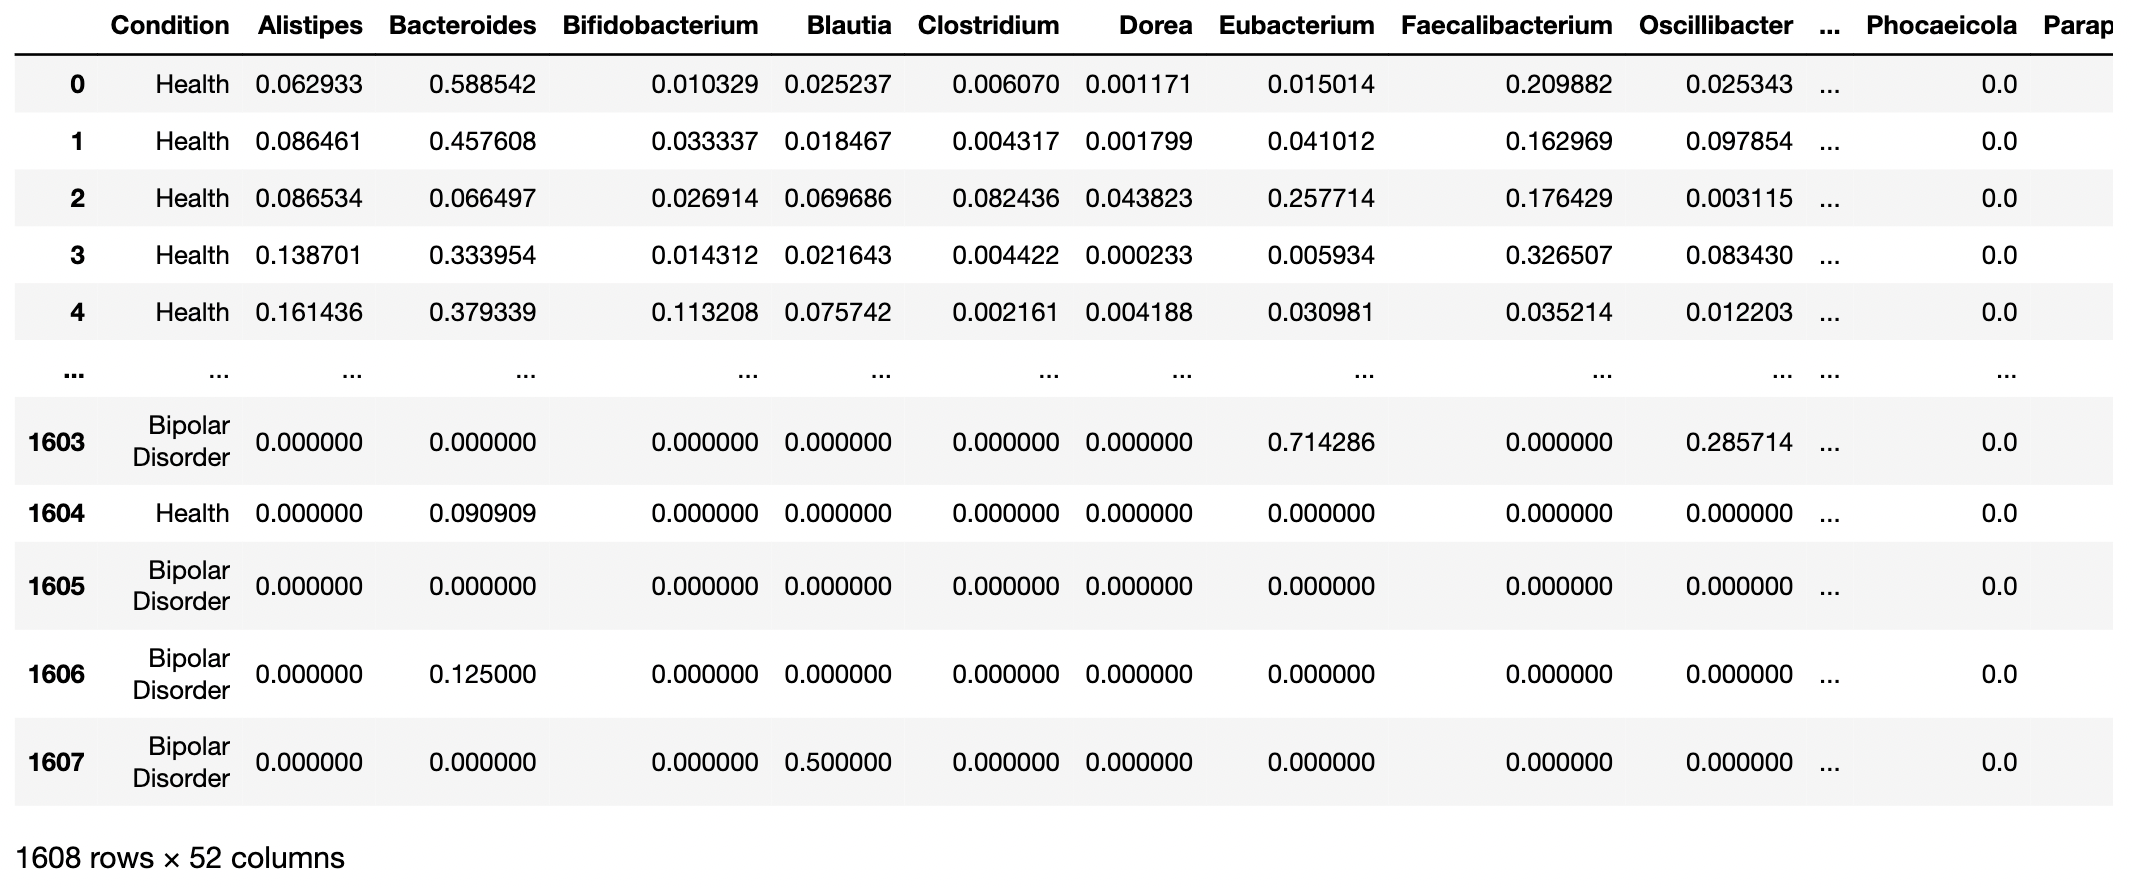 Condition Alistipes Bacteroides Bifidobacterium Blautia Clostridium Dorea Eubacterium Faecalibacterium Oscillibacter ... Phocaeicola Parap
0 Health 0.062933 0.588542 0.010329 0.025237 0.006070 0.001171 0.015014 0.209882 0.025343 ... 0.0
1 Health 0.086461 0.457608 0.033337 0.018467 0.004317 0.001799 0.041012 0.162969 0.097854 ... 0.0
2 Health 0.086534 0.066497 0.026914 0.069686 0.082436 0.043823 0.257714 0.176429 0.003115 ... 0.0
3 Health 0.138701 0.333954 0.014312 0.021643 0.004422 0.000233 0.005934 0.326507 0.083430 ... 0.0
4 Health 0.161436 0.379339 0.113208 0.075742 0.002161 0.004188 0.030981 0.035214 0.012203 ... 0.0
... ... ... ... ... ... ... ... ... ... ... ... ...
Bipolar
1603 Disorder 0.000000 0.000000 0.000000 0.000000 0.000000 0.000000 0.714286 0.000000 0.285714 ... 0.0
1604 Health 0.000000 0.090909 0.000000 0.000000 0.000000 0.000000 0.000000 0.000000 0.000000 ... 0.0
Bipolar
1605 Disorder 0.000000 0.000000 0.000000 0.000000 0.000000 0.000000 0.000000 0.000000 0.000000 ... 0.0
Bipolar
1606 Disorder 0.000000 0.125000 0.000000 0.000000 0.000000 0.000000 0.000000 0.000000 0.000000 ... 0.0
Bipolar
1607 Disorder 0.000000 0.000000 0.000000 0.500000 0.000000 0.000000 0.000000 0.000000 0.000000 ... 0.0
1608 rows × 52 columns